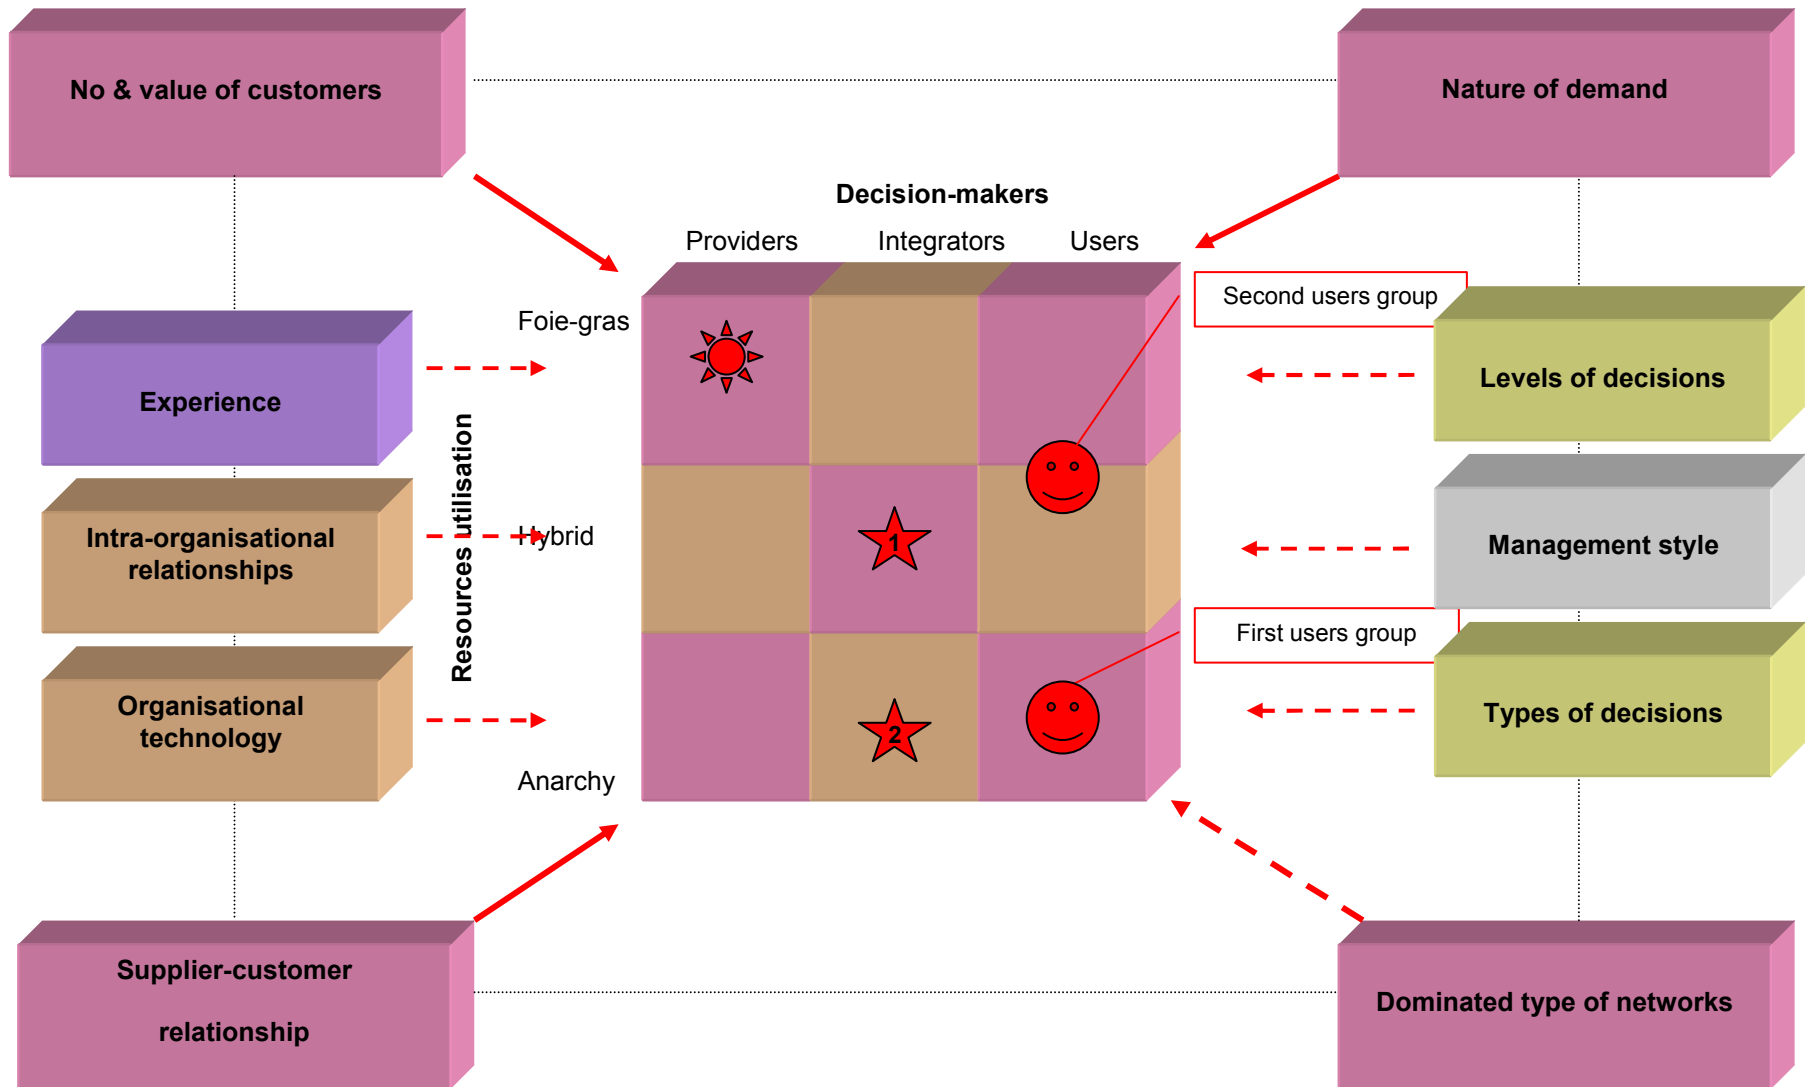 No & value of customers
Nature of demand
Decision-makers
Providers
Integrators
Users
Second users group
Foie-gras
Experience
Levels of decisions
Resources utilisation
Intra-organisational
relationships
Hybrid
1
Management style
First users group
Organisational
technology
2
Types of decisions
Anarchy
Supplier-customer
relationship
Dominated type of networks